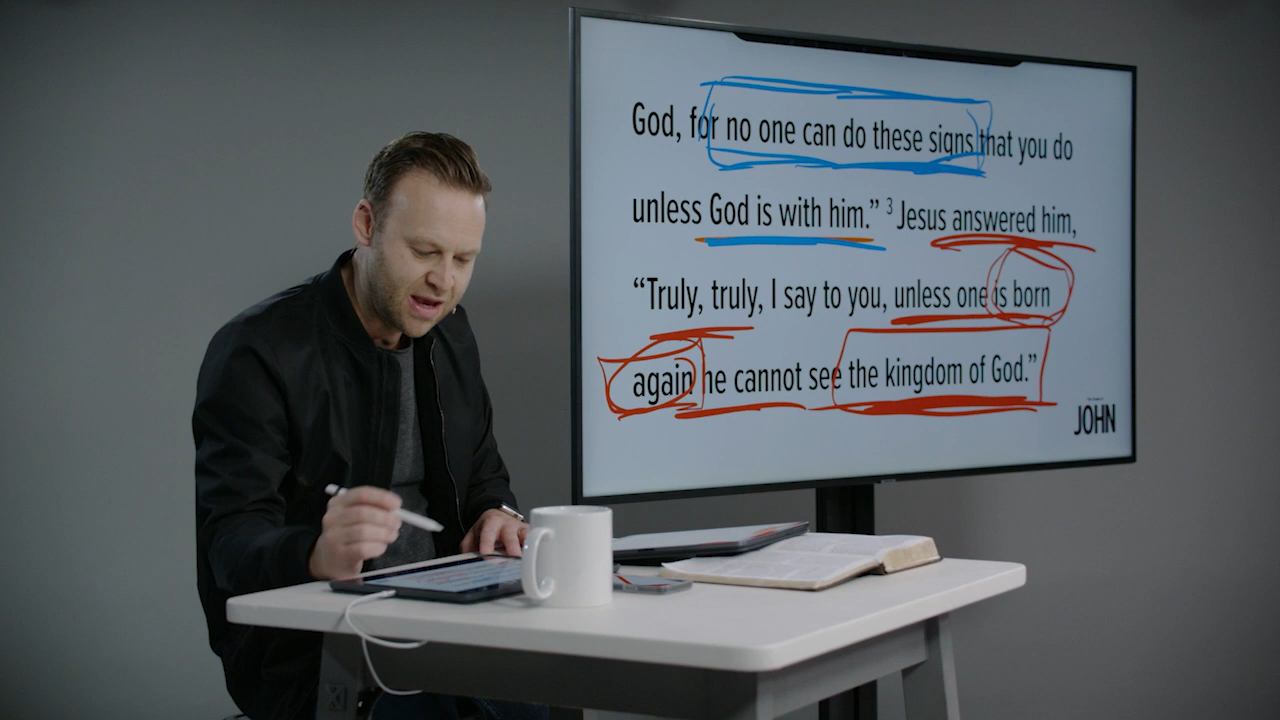 God, for no one can do these signs that you do
unless God is with him.” 3 Jesus answered him,
“Truly, truly, I say to you, unless one is born
again he cannot see the kingdom of God.”
JOHN